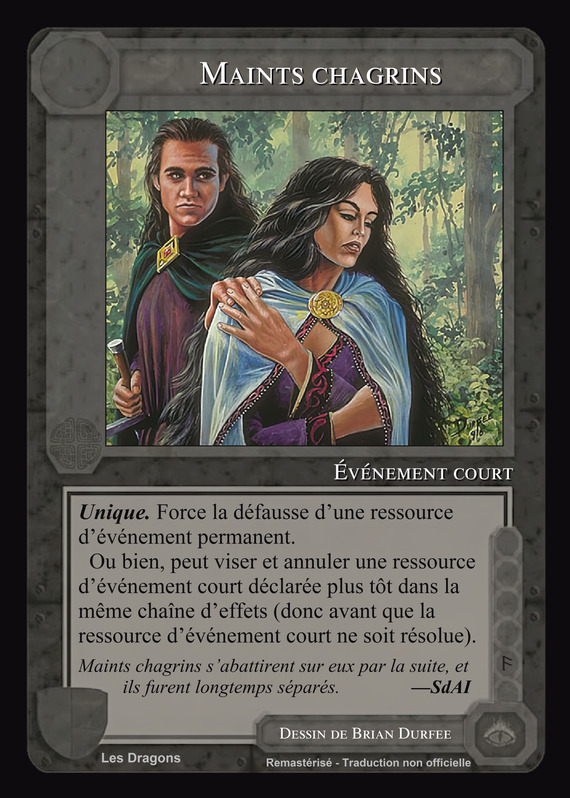 Maints chagrins
Événement court
Unique. Force la défausse d'une ressource
d'événement permanent.
Ou bien, peut viser et annuler une ressource
d'événement court déclarée plus tôt dans la
même chaîne d'effets (donc avant que la
ressource d'événement court ne soit résolue).
Maints chagrins s'abattirent sur eux par la suite, et
ils furent longtemps séparés. —SdAI
Dessin de Brian Durfee
Les Dragons
Remastérisé - Traduction non officielle